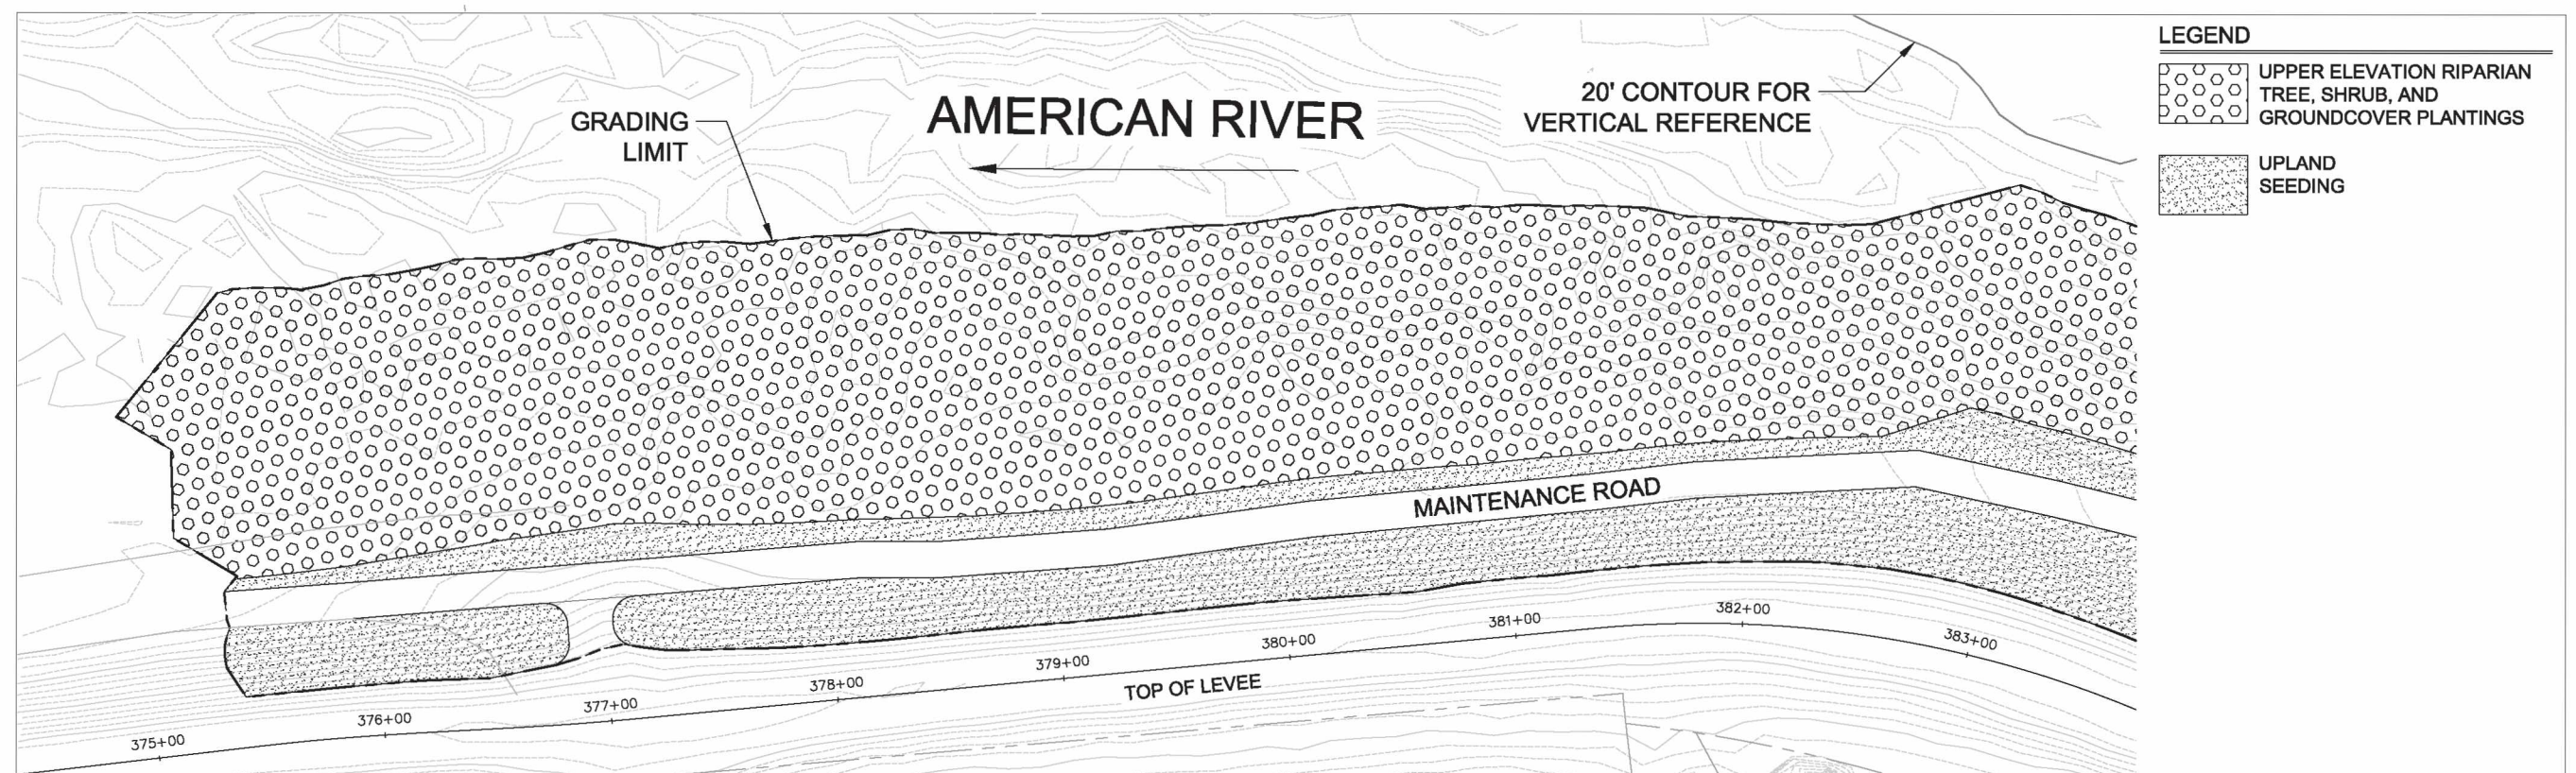 GRADING
LIMIT
AMERICAN RIVER
20' CONTOUR FOR
VERTICAL REFERENCE
MAINTENANCE ROAD
375+00
376+00
377+00
378+00
379+00
380+00
381+00
382+00
383+00
TOP OF LEVEE
LEGEND
UPPER ELEVATION RIPARIAN
TREE, SHRUB, AND
GROUNDCOVER PLANTINGS
UPLAND
SEEDING